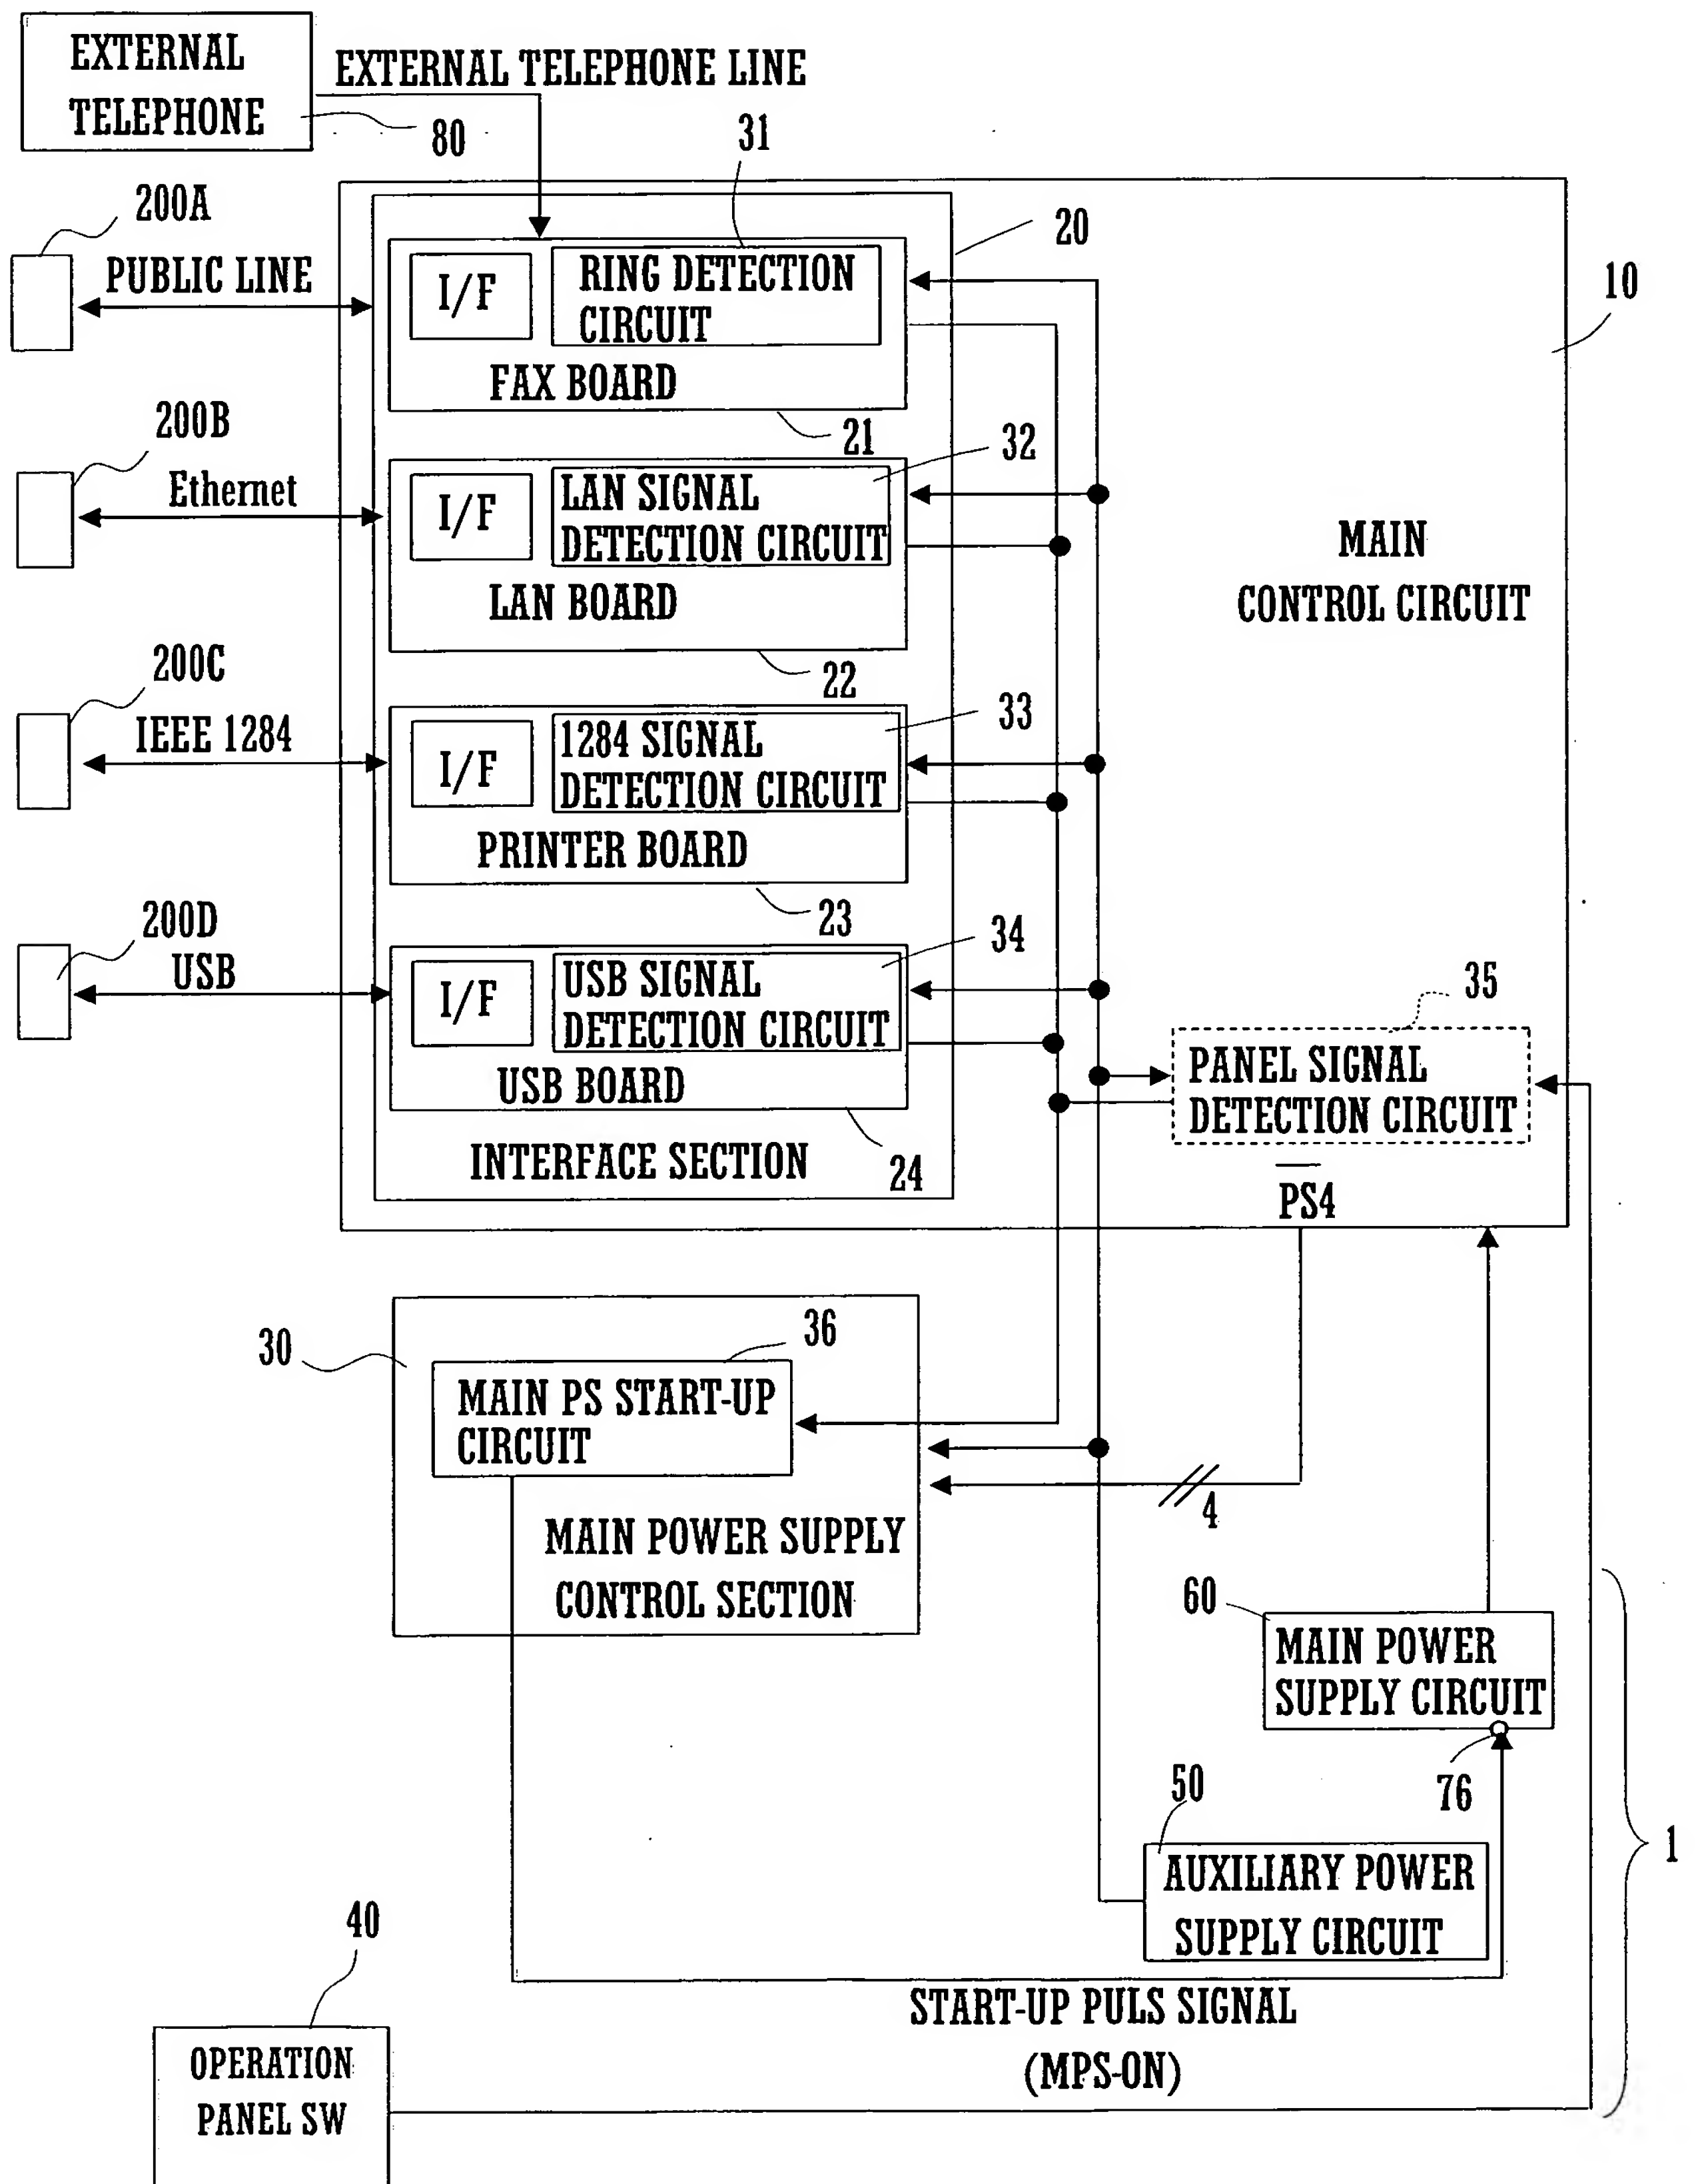 EXTERNAL
TELEPHONE
EXTERNAL TELEPHONE LINE
80
31
200A
PUBLIC LINE
20
10
I/F
RING DETECTION
CIRCUIT
FAX BOARD
21
200B
Ethernet
32
I/F
LAN SIGNAL
DETECTION CIRCUIT
LAN BOARD
22
MAIN
CONTROL CIRCUIT
200C
IEEE 1284
33
I/F
1284 SIGNAL
DETECTION CIRCUIT
PRINTER BOARD
23
200D
USB
34
I/F
USB SIGNAL
DETECTION CIRCUIT
USB BOARD
24
INTERFACE SECTION
35
PANEL SIGNAL
DETECTION CIRCUIT
PS4
30
36
MAIN PS START-UP
CIRCUIT
MAIN POWER SUPPLY
CONTROL SECTION
4
60
MAIN POWER
SUPPLY CIRCUIT
76
50
AUXILIARY POWER
SUPPLY CIRCUIT
1
START-UP PULS SIGNAL
(MPS-ON)
40
OPERATION
PANEL SW